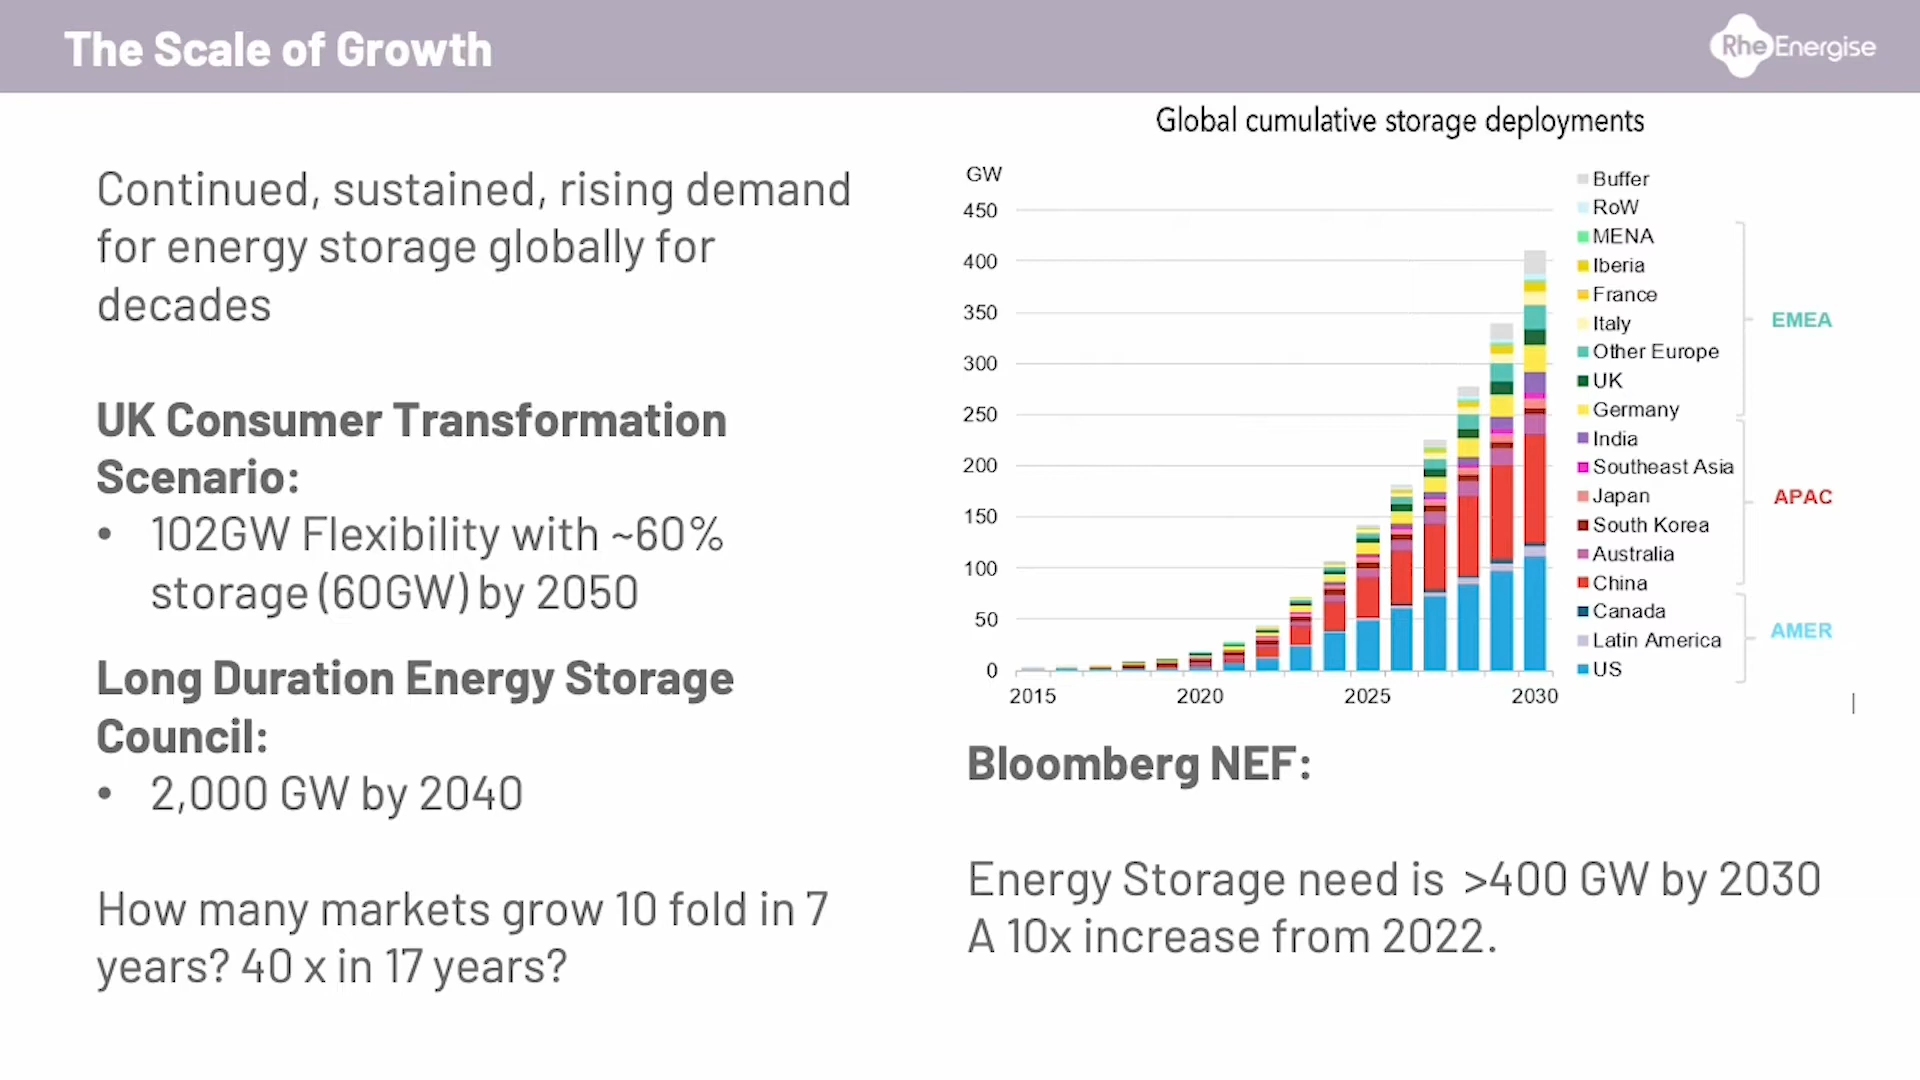 The Scale of Growth
RheEnergise
Continued, sustained, rising demand
for energy storage globally for
decades
UK Consumer Transformation
Scenario:
• 102GW Flexibility with ~60%
storage (60GW) by 2050
Long Duration Energy Storage
Council:
• 2,000 GW by 2040
How many markets grow 10 fold in 7
years? 40 x in 17 years?
Global cumulative storage deployments
GW
450
400
350
300
250
200
150
100
50
0
2015 2020 2025 2030
Buffer
RoW
MENA
Iberia
France
Italy
Other Europe
UK
Germany
India
Southeast Asia
Japan
South Korea
Australia
China
Canada
Latin America
US
EMEA
APAC
AMER
Bloomberg NEF:
Energy Storage need is >400 GW by 2030
A 10x increase from 2022.